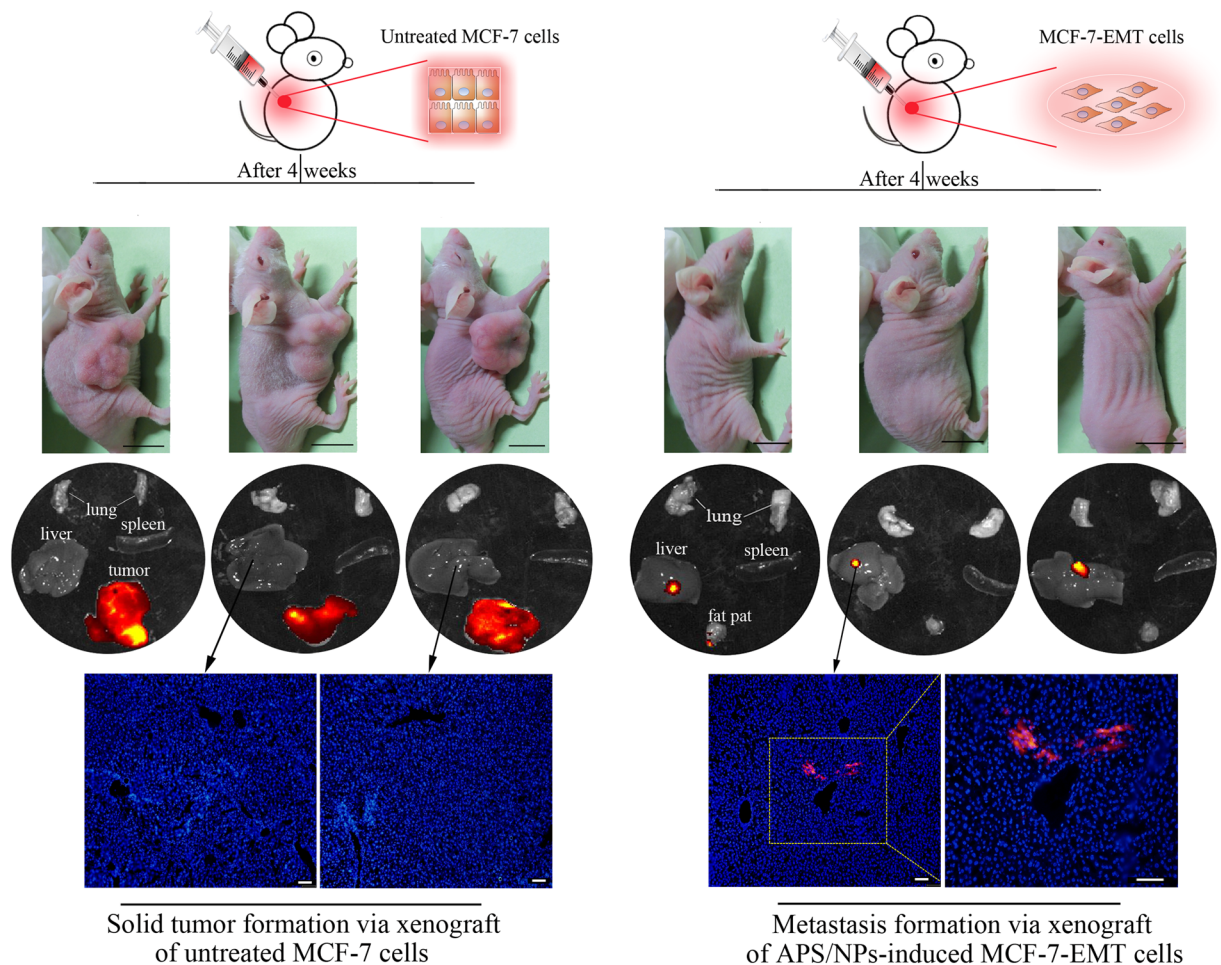 Untreated MCF-7 cells
MCF-7-EMT cells
After 4 weeks
After 4 weeks
lung
liver
spleen
tumor
lung
liver
spleen
fat pat
Solid tumor formation via xenograft
of untreated MCF-7 cells
Metastasis formation via xenograft
of APS/NPs-induced MCF-7-EMT cells